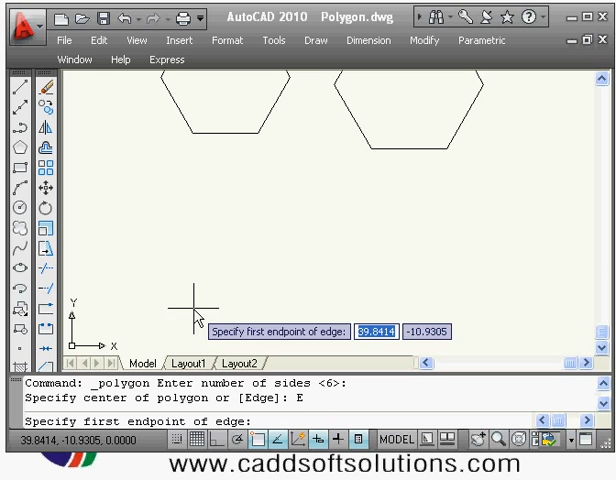 AutoCAD 2010 Polygon.dwg
File Edit View Insert Format Tools Draw Dimension Modify Parametric
Window Help Express
Specify first endpoint of edge: 39.8414 -10.9305
Y
X
Model Layout1 Layout2
Command: _polygon Enter number of sides <6>:
Specify center of polygon or [Edge]: E
Specify first endpoint of edge:
39.8414, -10.9305, 0.0000 MODEL
www.caddsoftsolutions.com